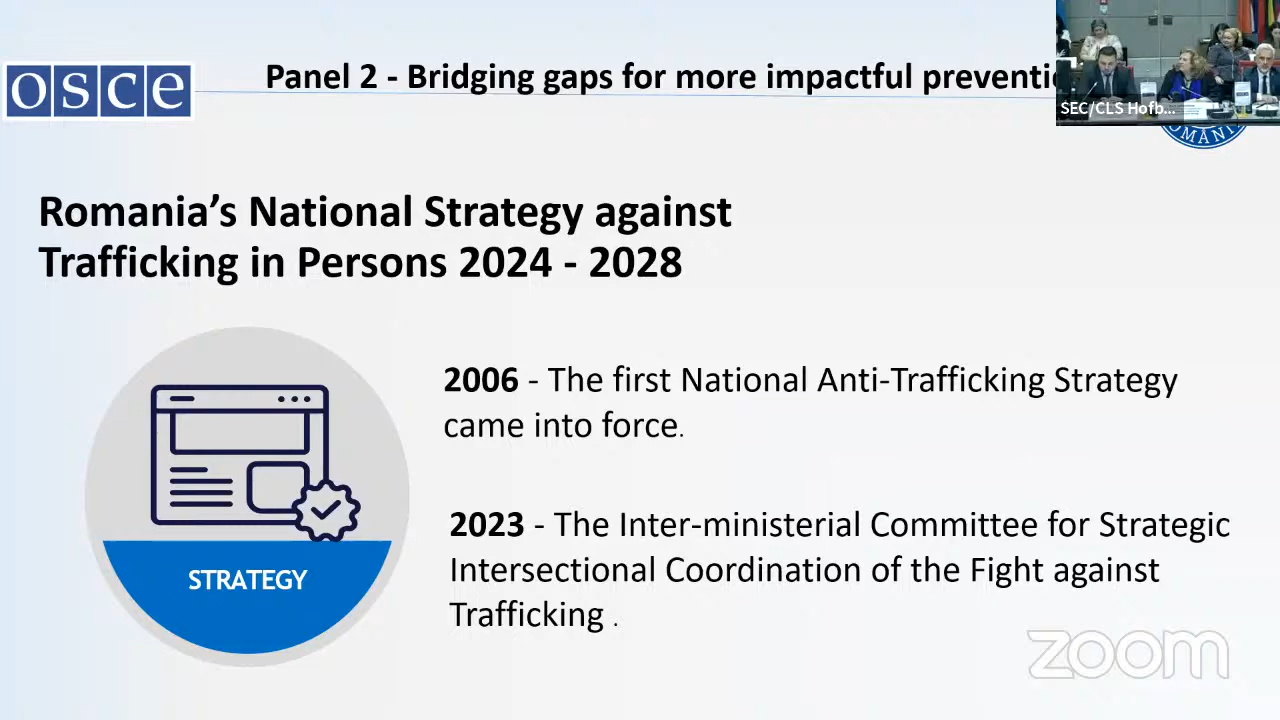 osce
Panel 2 - Bridging gaps for more impactful preventi
SEC/CLS Hofb...
ROMÂNIA
Romania’s National Strategy against
Trafficking in Persons 2024 - 2028
2006 - The first National Anti-Trafficking Strategy
came into force.
2023 - The Inter-ministerial Committee for Strategic
Intersectional Coordination of the Fight against
Trafficking .
STRATEGY
zoom